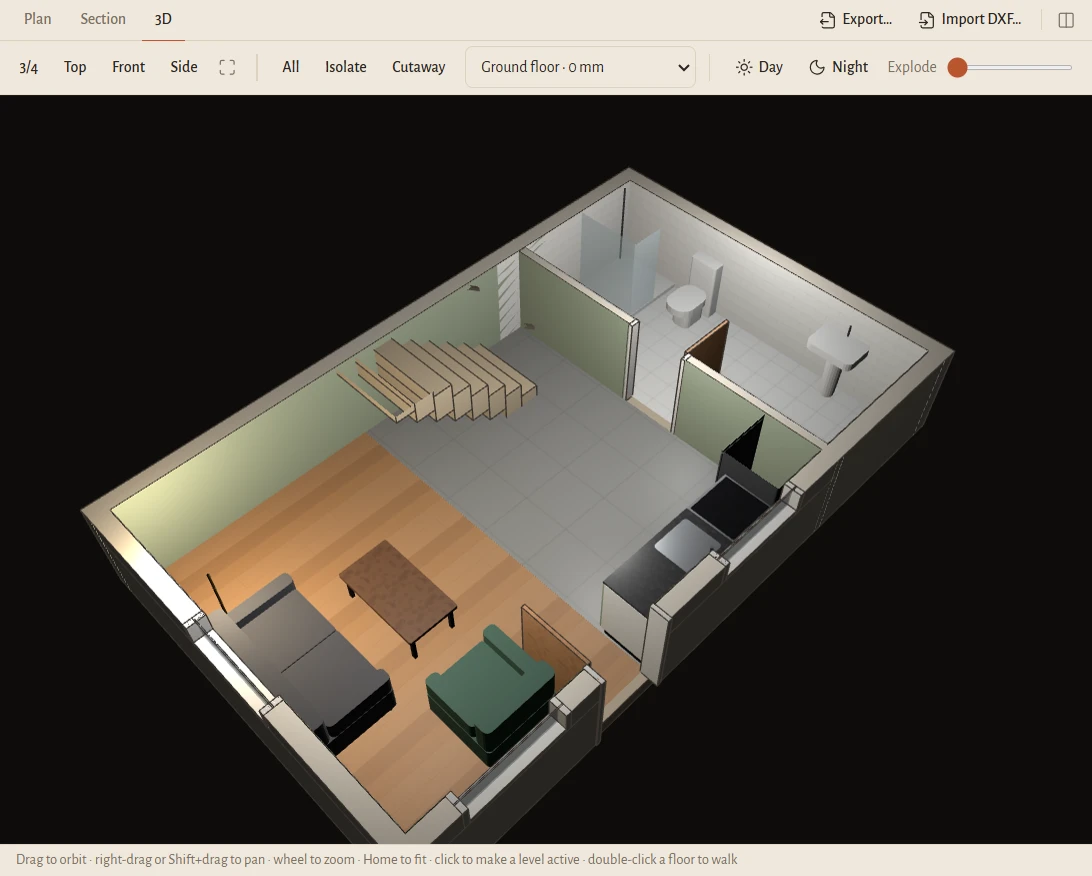 Plan Section 3D Export... Import DXF...
3/4 Top Front Side All Isolate Cutaway Ground floor · 0 mm Day Night Explode
Drag to orbit · right-drag or Shift+drag to pan · wheel to zoom · Home to fit · click to make a level active · double-click a floor to walk